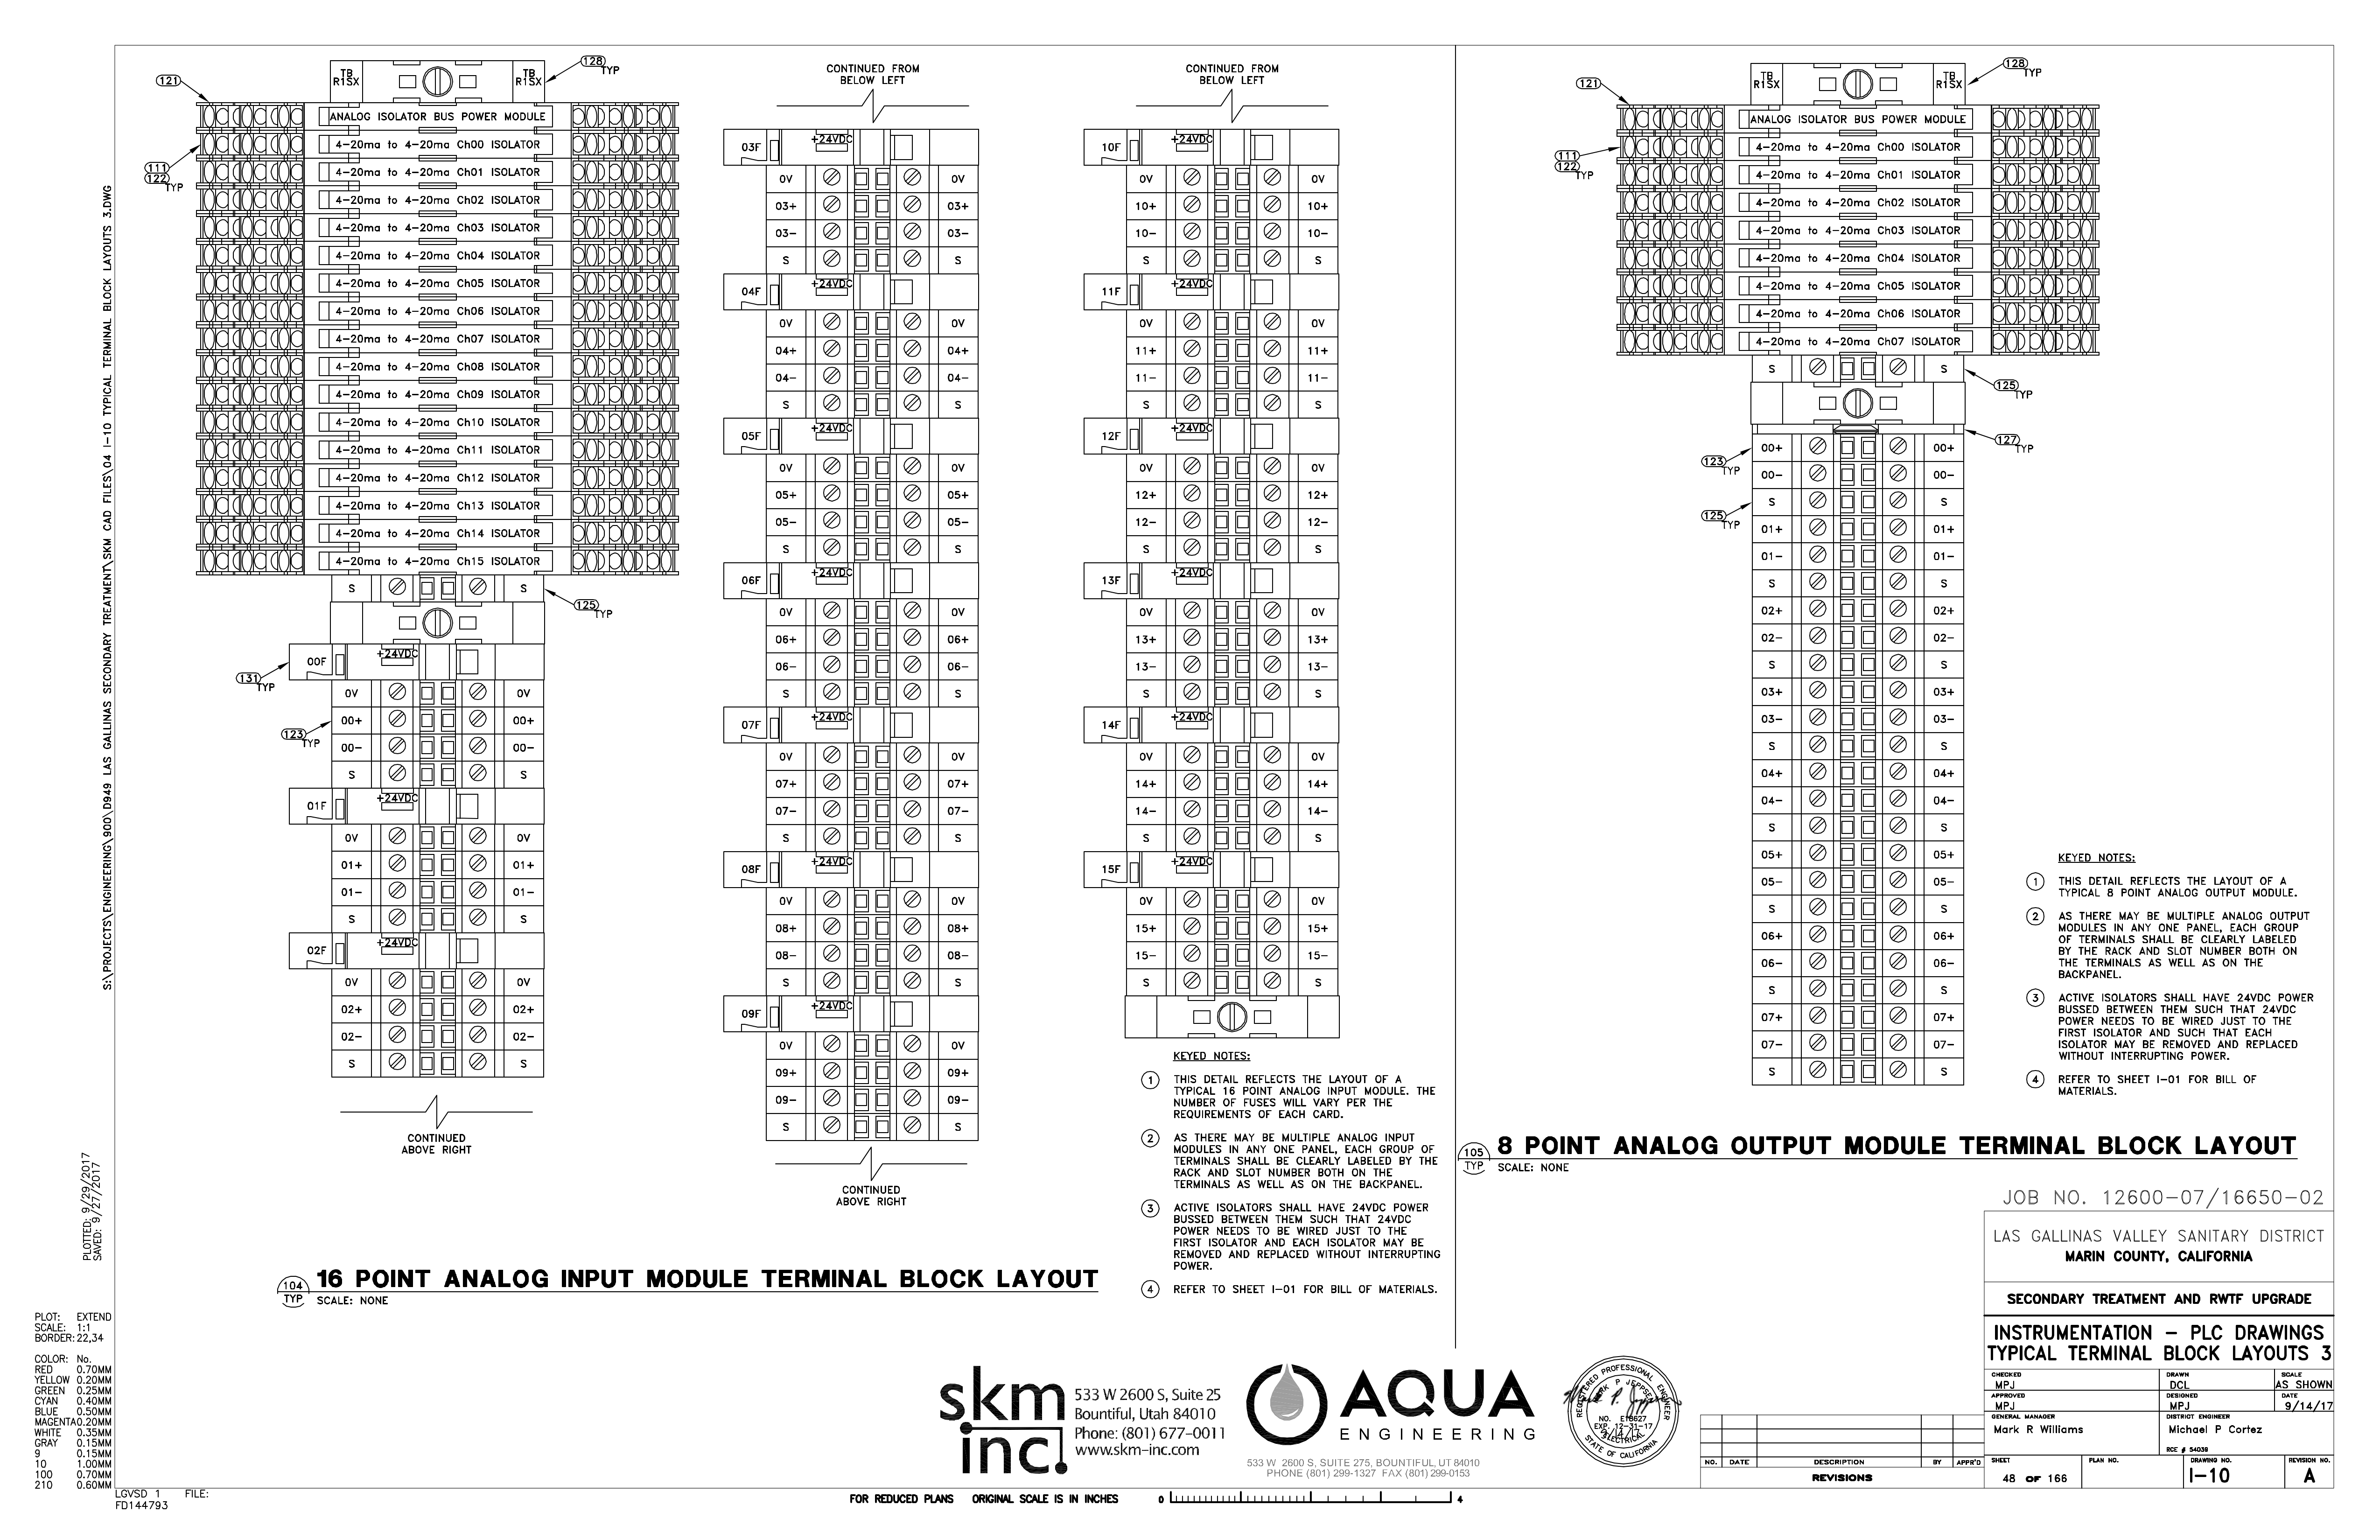 S:\PROJECTS\ENGINEERING\900\D949 LAS GALLINAS SECONDARY TREATMENT\SKM CAD FILES\04 I-10 TYPICAL TERMINAL BLOCK LAYOUTS 3.DWG
PLOTTED: 9/29/2017
SAVED: 9/27/2017
PLOT: EXTEND
SCALE: 1:1
BORDER: 22,34
COLOR: No.
RED 0.70MM
YELLOW 0.20MM
GREEN 0.25MM
CYAN 0.40MM
BLUE 0.50MM
MAGENTA 0.20MM
WHITE 0.35MM
GRAY 0.15MM
9 0.15MM
10 1.00MM
100 0.70MM
210 0.60MM
LGVSD 1 FILE:
FD144793
121
128 TYP
TB R1SX TB R1SX
111
122 TYP
ANALOG ISOLATOR BUS POWER MODULE
4-20ma to 4-20ma Ch00 ISOLATOR
4-20ma to 4-20ma Ch01 ISOLATOR
4-20ma to 4-20ma Ch02 ISOLATOR
4-20ma to 4-20ma Ch03 ISOLATOR
4-20ma to 4-20ma Ch04 ISOLATOR
4-20ma to 4-20ma Ch05 ISOLATOR
4-20ma to 4-20ma Ch06 ISOLATOR
4-20ma to 4-20ma Ch07 ISOLATOR
4-20ma to 4-20ma Ch08 ISOLATOR
4-20ma to 4-20ma Ch09 ISOLATOR
4-20ma to 4-20ma Ch10 ISOLATOR
4-20ma to 4-20ma Ch11 ISOLATOR
4-20ma to 4-20ma Ch12 ISOLATOR
4-20ma to 4-20ma Ch13 ISOLATOR
4-20ma to 4-20ma Ch14 ISOLATOR
4-20ma to 4-20ma Ch15 ISOLATOR
S S
125 TYP
131 TYP
00F +24VDC
0V 0V
00+ 00+
123 TYP
00- 00-
S S
01F +24VDC
0V 0V
01+ 01+
01- 01-
S S
02F +24VDC
0V 0V
02+ 02+
02- 02-
S S
CONTINUED
ABOVE RIGHT
CONTINUED FROM
BELOW LEFT
03F +24VDC
0V 0V
03+ 03+
03- 03-
S S
04F +24VDC
0V 0V
04+ 04+
04- 04-
S S
05F +24VDC
0V 0V
05+ 05+
05- 05-
S S
06F +24VDC
0V 0V
06+ 06+
06- 06-
S S
07F +24VDC
0V 0V
07+ 07+
07- 07-
S S
08F +24VDC
0V 0V
08+ 08+
08- 08-
S S
09F +24VDC
0V 0V
09+ 09+
09- 09-
S S
CONTINUED
ABOVE RIGHT
CONTINUED FROM
BELOW LEFT
10F +24VDC
0V 0V
10+ 10+
10- 10-
S S
11F +24VDC
0V 0V
11+ 11+
11- 11-
S S
12F +24VDC
0V 0V
12+ 12+
12- 12-
S S
13F +24VDC
0V 0V
13+ 13+
13- 13-
S S
14F +24VDC
0V 0V
14+ 14+
14- 14-
S S
15F +24VDC
0V 0V
15+ 15+
15- 15-
S S
KEYED NOTES:
1 THIS DETAIL REFLECTS THE LAYOUT OF A
TYPICAL 16 POINT ANALOG INPUT MODULE. THE
NUMBER OF FUSES WILL VARY PER THE
REQUIREMENTS OF EACH CARD.
2 AS THERE MAY BE MULTIPLE ANALOG INPUT
MODULES IN ANY ONE PANEL, EACH GROUP OF
TERMINALS SHALL BE CLEARLY LABELED BY THE
RACK AND SLOT NUMBER BOTH ON THE
TERMINALS AS WELL AS ON THE BACKPANEL.
3 ACTIVE ISOLATORS SHALL HAVE 24VDC POWER
BUSSED BETWEEN THEM SUCH THAT 24VDC
POWER NEEDS TO BE WIRED JUST TO THE
FIRST ISOLATOR AND EACH ISOLATOR MAY BE
REMOVED AND REPLACED WITHOUT INTERRUPTING
POWER.
4 REFER TO SHEET I-01 FOR BILL OF MATERIALS.
104 TYP
16 POINT ANALOG INPUT MODULE TERMINAL BLOCK LAYOUT
SCALE: NONE
121
128 TYP
TB R1SX TB R1SX
111
122 TYP
ANALOG ISOLATOR BUS POWER MODULE
4-20ma to 4-20ma Ch00 ISOLATOR
4-20ma to 4-20ma Ch01 ISOLATOR
4-20ma to 4-20ma Ch02 ISOLATOR
4-20ma to 4-20ma Ch03 ISOLATOR
4-20ma to 4-20ma Ch04 ISOLATOR
4-20ma to 4-20ma Ch05 ISOLATOR
4-20ma to 4-20ma Ch06 ISOLATOR
4-20ma to 4-20ma Ch07 ISOLATOR
S S
125 TYP
127 TYP
123 TYP
00+ 00+
00- 00-
125 TYP
S S
01+ 01+
01- 01-
S S
02+ 02+
02- 02-
S S
03+ 03+
03- 03-
S S
04+ 04+
04- 04-
S S
05+ 05+
05- 05-
S S
06+ 06+
06- 06-
S S
07+ 07+
07- 07-
S S
KEYED NOTES:
1 THIS DETAIL REFLECTS THE LAYOUT OF A
TYPICAL 8 POINT ANALOG OUTPUT MODULE.
2 AS THERE MAY BE MULTIPLE ANALOG OUTPUT
MODULES IN ANY ONE PANEL, EACH GROUP
OF TERMINALS SHALL BE CLEARLY LABELED
BY THE RACK AND SLOT NUMBER BOTH ON
THE TERMINALS AS WELL AS ON THE
BACKPANEL.
3 ACTIVE ISOLATORS SHALL HAVE 24VDC POWER
BUSSED BETWEEN THEM SUCH THAT 24VDC
POWER NEEDS TO BE WIRED JUST TO THE
FIRST ISOLATOR AND SUCH THAT EACH
ISOLATOR MAY BE REMOVED AND REPLACED
WITHOUT INTERRUPTING POWER.
4 REFER TO SHEET I-01 FOR BILL OF
MATERIALS.
105 TYP
8 POINT ANALOG OUTPUT MODULE TERMINAL BLOCK LAYOUT
SCALE: NONE
JOB NO. 12600-07/16650-02
LAS GALLINAS VALLEY SANITARY DISTRICT
MARIN COUNTY, CALIFORNIA
SECONDARY TREATMENT AND RWTF UPGRADE
INSTRUMENTATION - PLC DRAWINGS
TYPICAL TERMINAL BLOCK LAYOUTS 3
CHECKED MPJ DRAWN DCL SCALE AS SHOWN
APPROVED MPJ DESIGNED MPJ DATE 9/14/17
GENERAL MANAGER Mark R Williams DISTRICT ENGINEER Michael P Cortez
RCE # 54038
SHEET 48 OF 166 PLAN NO. DRAWING NO. I-10 REVISION NO. A
NO. DATE DESCRIPTION BY APPR'D
REVISIONS
skm inc.
533 W 2600 S, Suite 25
Bountiful, Utah 84010
Phone: (801) 677-0011
www.skm-inc.com
AQUA
ENGINEERING
533 W 2600 S, SUITE 275, BOUNTIFUL, UT 84010
PHONE (801) 299-1327 FAX (801) 299-0153
REGISTERED PROFESSIONAL ENGINEER
MARK P JEPPSEN
NO. E18627
EXP. 12-31-17
9/14/17
ELECTRICAL
STATE OF CALIFORNIA
FOR REDUCED PLANS ORIGINAL SCALE IS IN INCHES 0 4